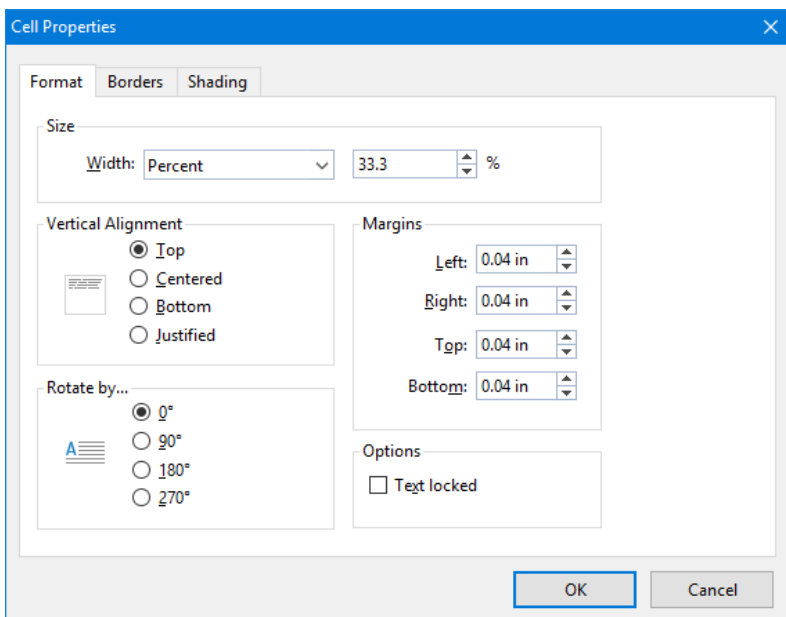 Cell Properties
Format Borders Shading
Size
Width: Percent 33.3 %
Vertical Alignment
Top
Centered
Bottom
Justified
Margins
Left: 0.04 in
Right: 0.04 in
Top: 0.04 in
Bottom: 0.04 in
Rotate by...
A
0°
90°
180°
270°
Options
Text locked
OK Cancel